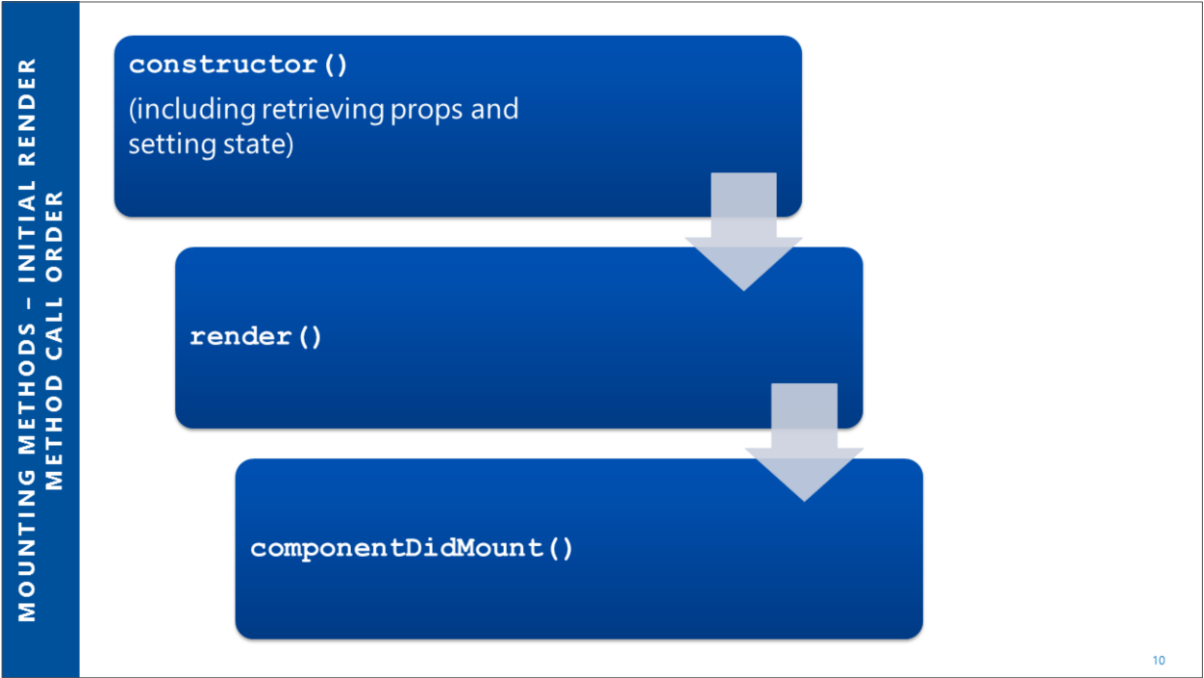 MOUNTING METHODS – INITIAL RENDER
METHOD CALL ORDER
constructor()
(including retrieving props and
setting state)
render()
componentDidMount()
10